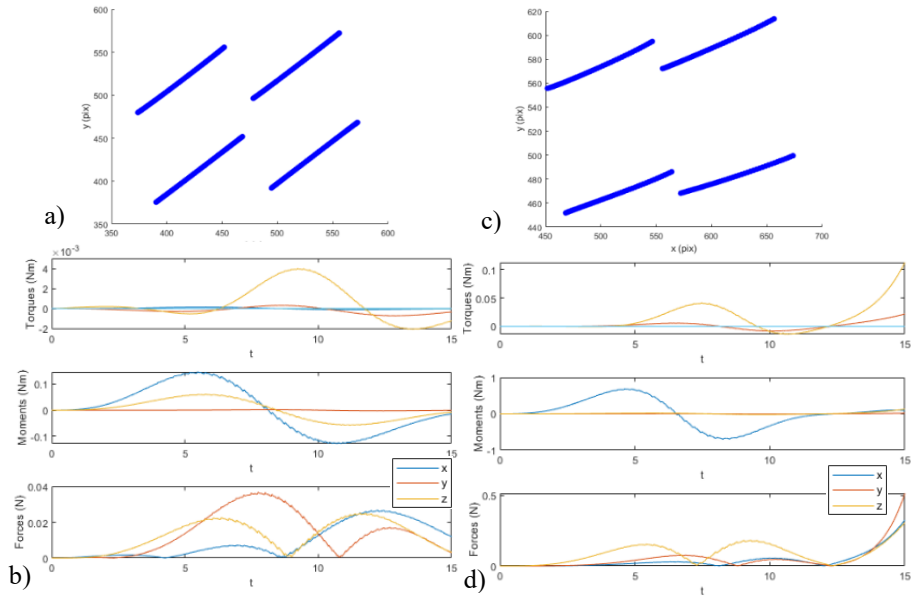 600
550
500
450
400
350
350
400
450
500
550
600
y (pix)
a)
620
600
580
560
540
520
500
480
460
440
450
500
550
600
650
700
y (pix)
x (pix)
c)
×10⁻³
4
2
0
-2
0
5
10
15
Torques (Nm)
t
0.1
0
-0.1
0
5
10
15
Moments (Nm)
t
0.04
0.02
0
0
5
10
15
Forces (N)
t
x
y
z
b)
0.1
0.05
0
0
5
10
15
Torques (Nm)
t
1
0
-1
0
5
10
15
Moments (Nm)
t
0.5
0
0
5
10
15
Forces (N)
t
x
y
z
d)